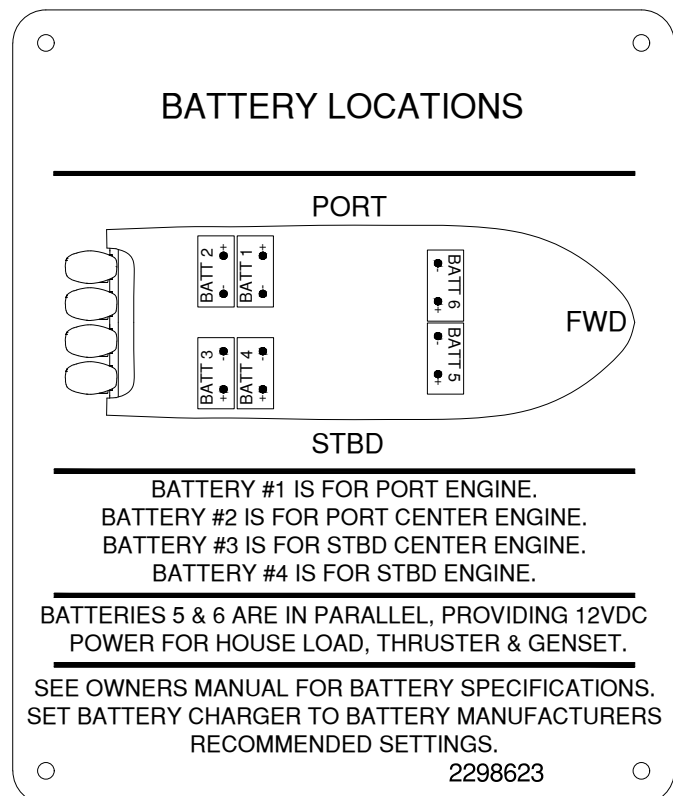 BATTERY LOCATIONS
PORT
BATT 2
+
-
BATT 1
+
-
BATT 6
-
+
FWD
BATT 3
-
+
BATT 4
-
+
BATT 5
-
+
STBD
BATTERY #1 IS FOR PORT ENGINE.
BATTERY #2 IS FOR PORT CENTER ENGINE.
BATTERY #3 IS FOR STBD CENTER ENGINE.
BATTERY #4 IS FOR STBD ENGINE.
BATTERIES 5 & 6 ARE IN PARALLEL, PROVIDING 12VDC
POWER FOR HOUSE LOAD, THRUSTER & GENSET.
SEE OWNERS MANUAL FOR BATTERY SPECIFICATIONS.
SET BATTERY CHARGER TO BATTERY MANUFACTURERS
RECOMMENDED SETTINGS.
2298623